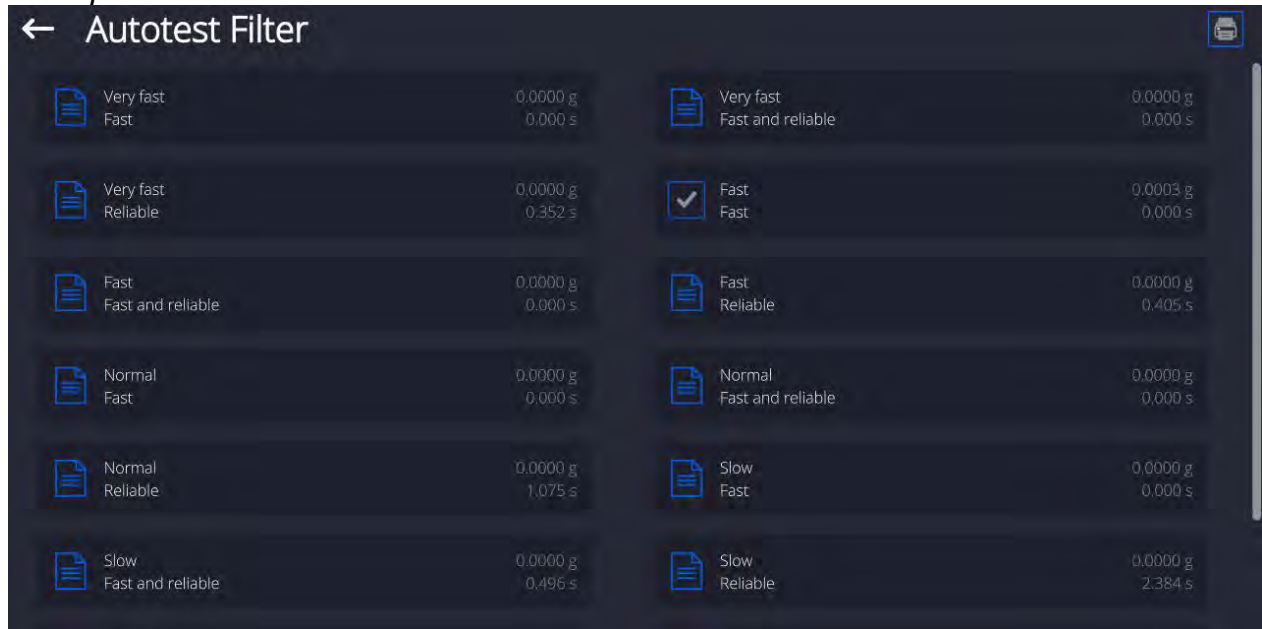 ← Autotest Filter
Very fast 0.0000 g
Fast 0.000 s
Very fast 0.0000 g
Fast and reliable 0.000 s
Very fast 0.0000 g
Reliable 0.352 s
Fast 0.0003 g
Fast 0.000 s
Fast 0.0000 g
Fast and reliable 0.000 s
Fast 0.0000 g
Reliable 0.405 s
Normal 0.0000 g
Fast 0.000 s
Normal 0.0000 g
Fast and reliable 0.000 s
Normal 0.0000 g
Reliable 1.075 s
Slow 0.0000 g
Fast 0.000 s
Slow 0.0000 g
Fast and reliable 0.496 s
Slow 0.0000 g
Reliable 2.384 s